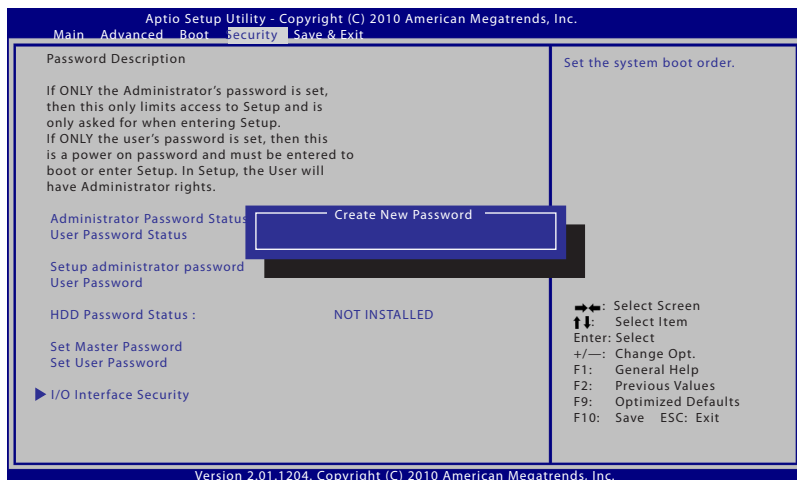 Aptio Setup Utility - Copyright (C) 2010 American Megatrends, Inc.
Main Advanced Boot Security Save & Exit
Password Description
If ONLY the Administrator's password is set,
then this only limits access to Setup and is
only asked for when entering Setup.
If ONLY the user's password is set, then this
is a power on password and must be entered to
boot or enter Setup. In Setup, the User will
have Administrator rights.
Administrator Password Status
User Password Status
Create New Password
Setup administrator password
User Password
HDD Password Status : NOT INSTALLED
Set Master Password
Set User Password
I/O Interface Security
Set the system boot order.
➡⬅: Select Screen
⬆⬇: Select Item
Enter: Select
+/—: Change Opt.
F1: General Help
F2: Previous Values
F9: Optimized Defaults
F10: Save ESC: Exit
Version 2.01.1204. Copyright (C) 2010 American Megatrends, Inc.